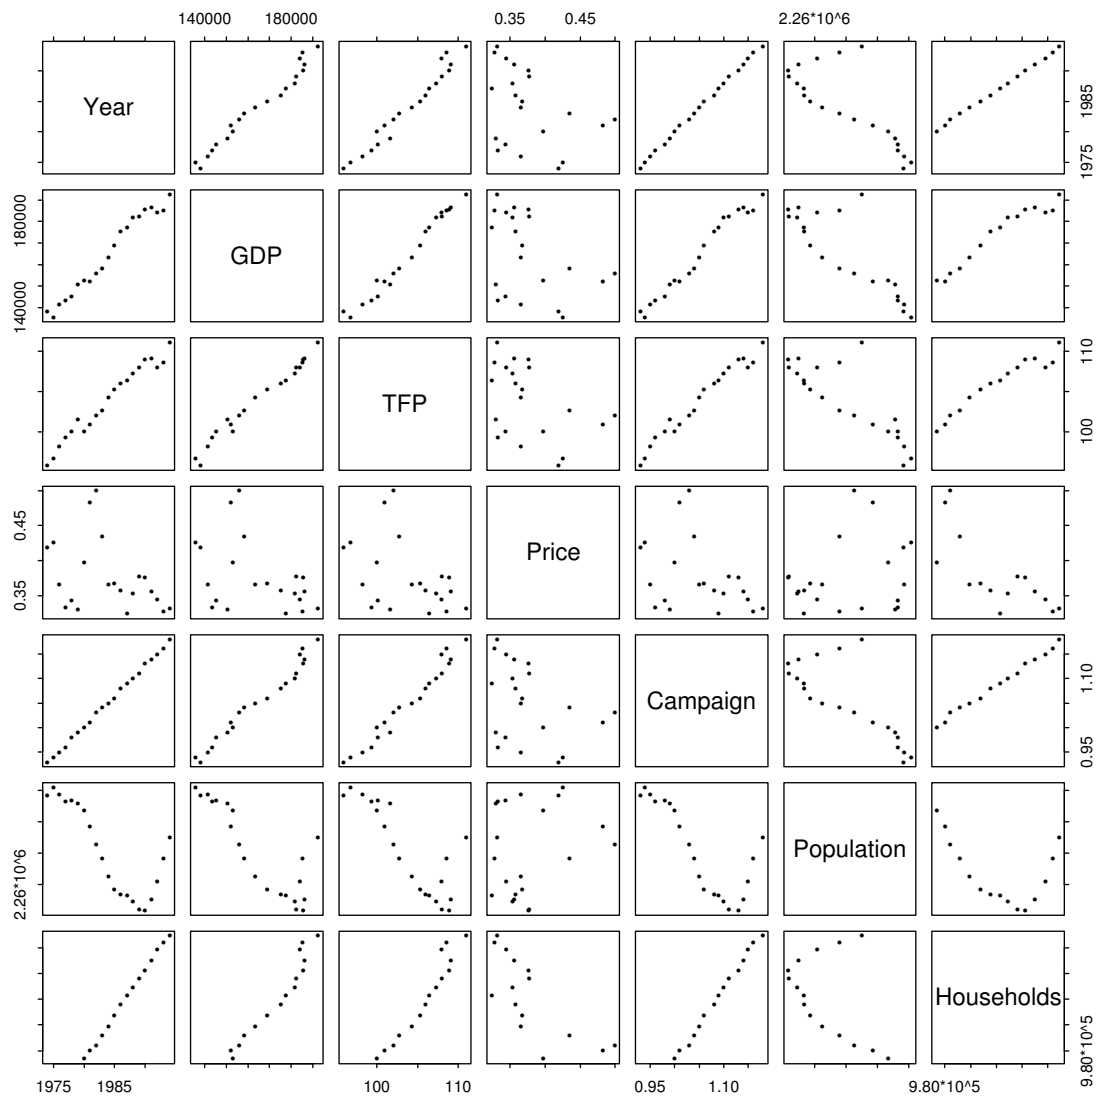 140000 180000 0.35 0.45 2.26*10^6
Year
1975 1985
140000 180000
GDP
TFP
100 110
0.35 0.45
Price
Campaign
0.95 1.10
2.26*10^6
Population
Households
9.80*10^5
1975 1985 100 110 0.95 1.10 9.80*10^5